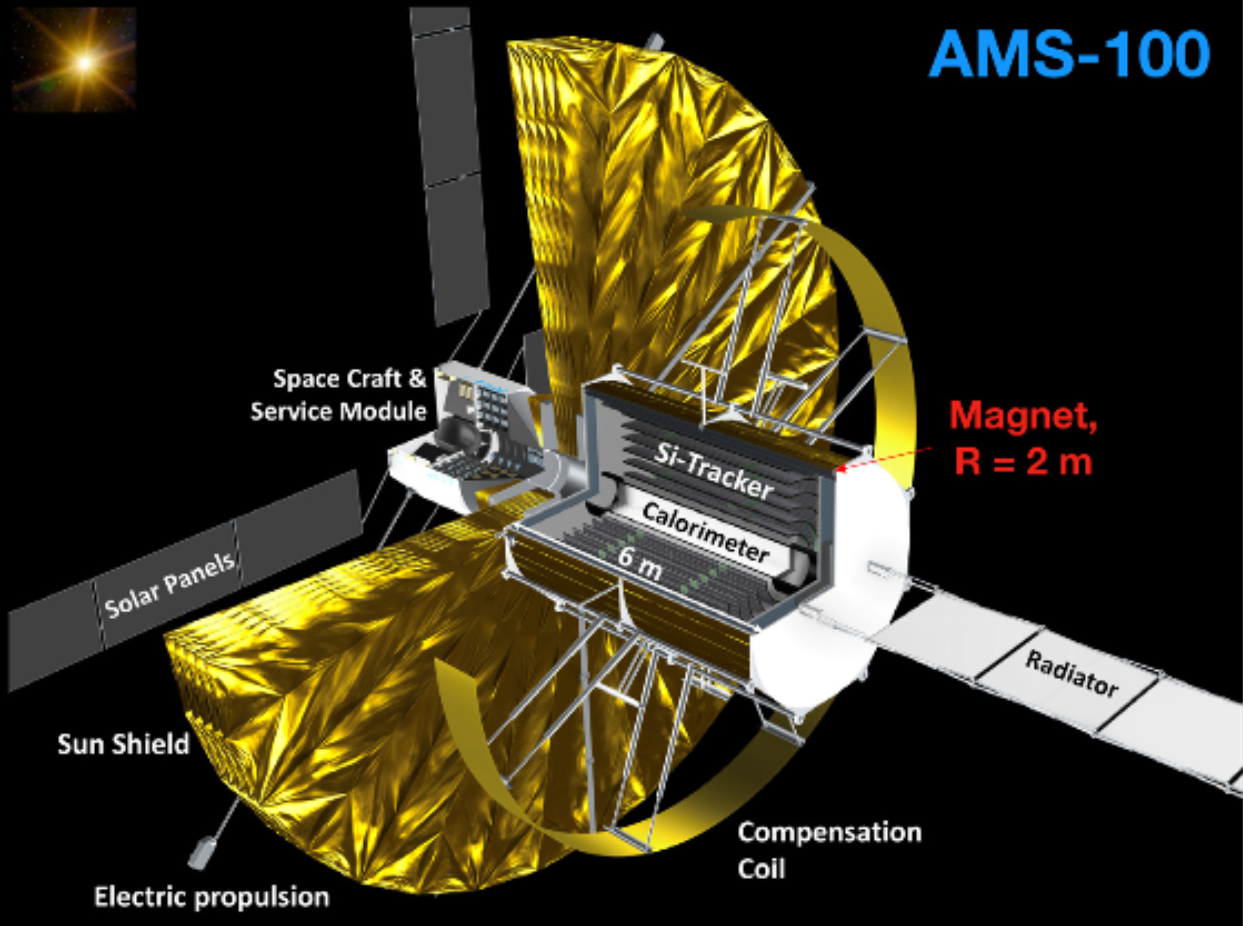 AMS-100
Space Craft &
Service Module
Magnet,
R = 2 m
Si-Tracker
Calorimeter
6 m
Solar Panels
Radiator
Sun Shield
Compensation
Coil
Electric propulsion